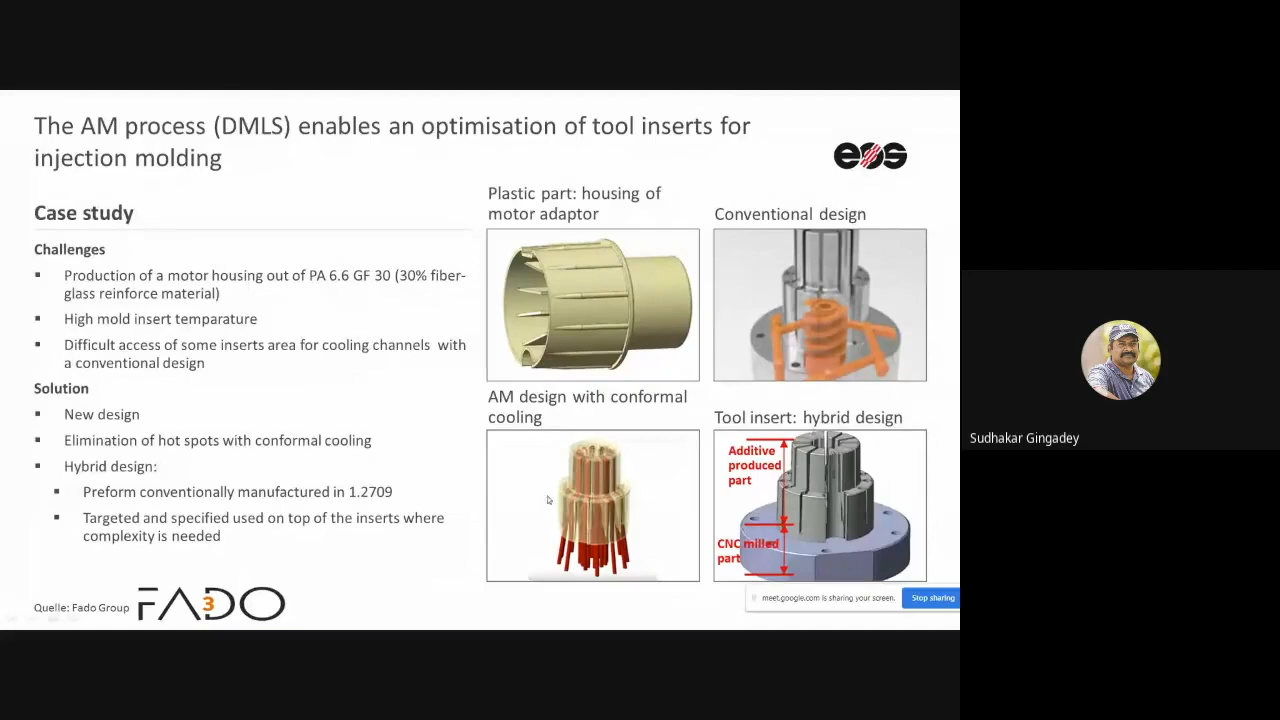 The AM process (DMLS) enables an optimisation of tool inserts for
injection molding
eos
Case study
Challenges
▪ Production of a motor housing out of PA 6.6 GF 30 (30% fiber-
glass reinforce material)
▪ High mold insert temparature
▪ Difficult access of some inserts area for cooling channels with
a conventional design
Solution
▪ New design
▪ Elimination of hot spots with conformal cooling
▪ Hybrid design:
▪ Preform conventionally manufactured in 1.2709
▪ Targeted and specified used on top of the inserts where
complexity is needed
Quelle: Fado Group
FA3DO
Plastic part: housing of
motor adaptor
Conventional design
AM design with conformal
cooling
Tool insert: hybrid design
Additive
produced
part
CNC milled
part
meet.google.com is sharing your screen.
Stop sharing
Sudhakar Gingadey